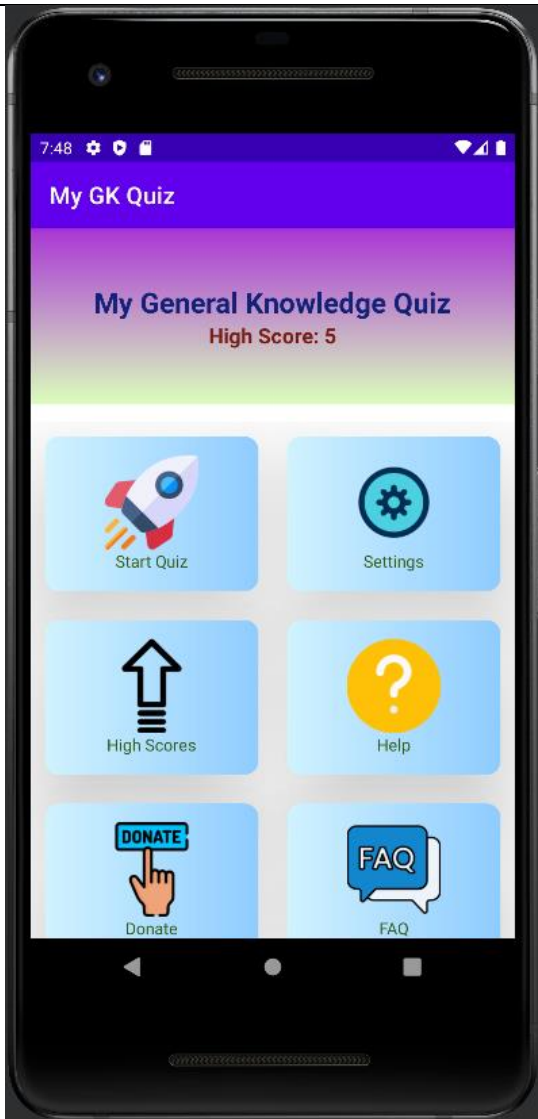 7:48
My GK Quiz
My General Knowledge Quiz
High Score: 5
Start Quiz
Settings
High Scores
?
Help
DONATE
Donate
FAQ
FAQ